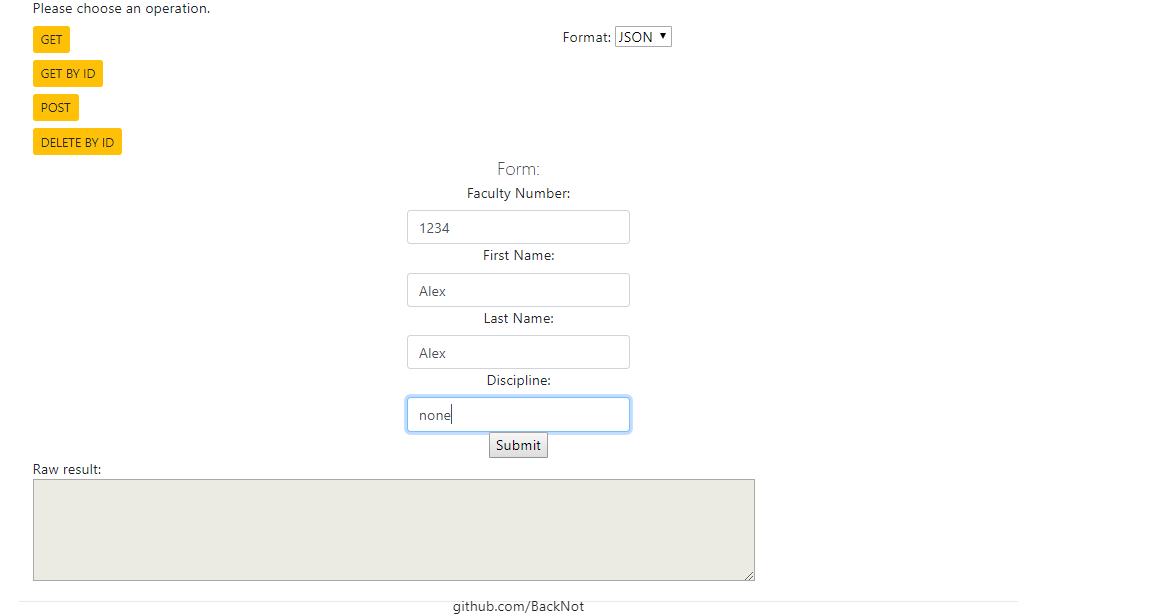 Please choose an operation.
GET
Format: JSON
GET BY ID
POST
DELETE BY ID
Form:
Faculty Number:
1234
First Name:
Alex
Last Name:
Alex
Discipline:
none
Submit
Raw result:
github.com/BackNot